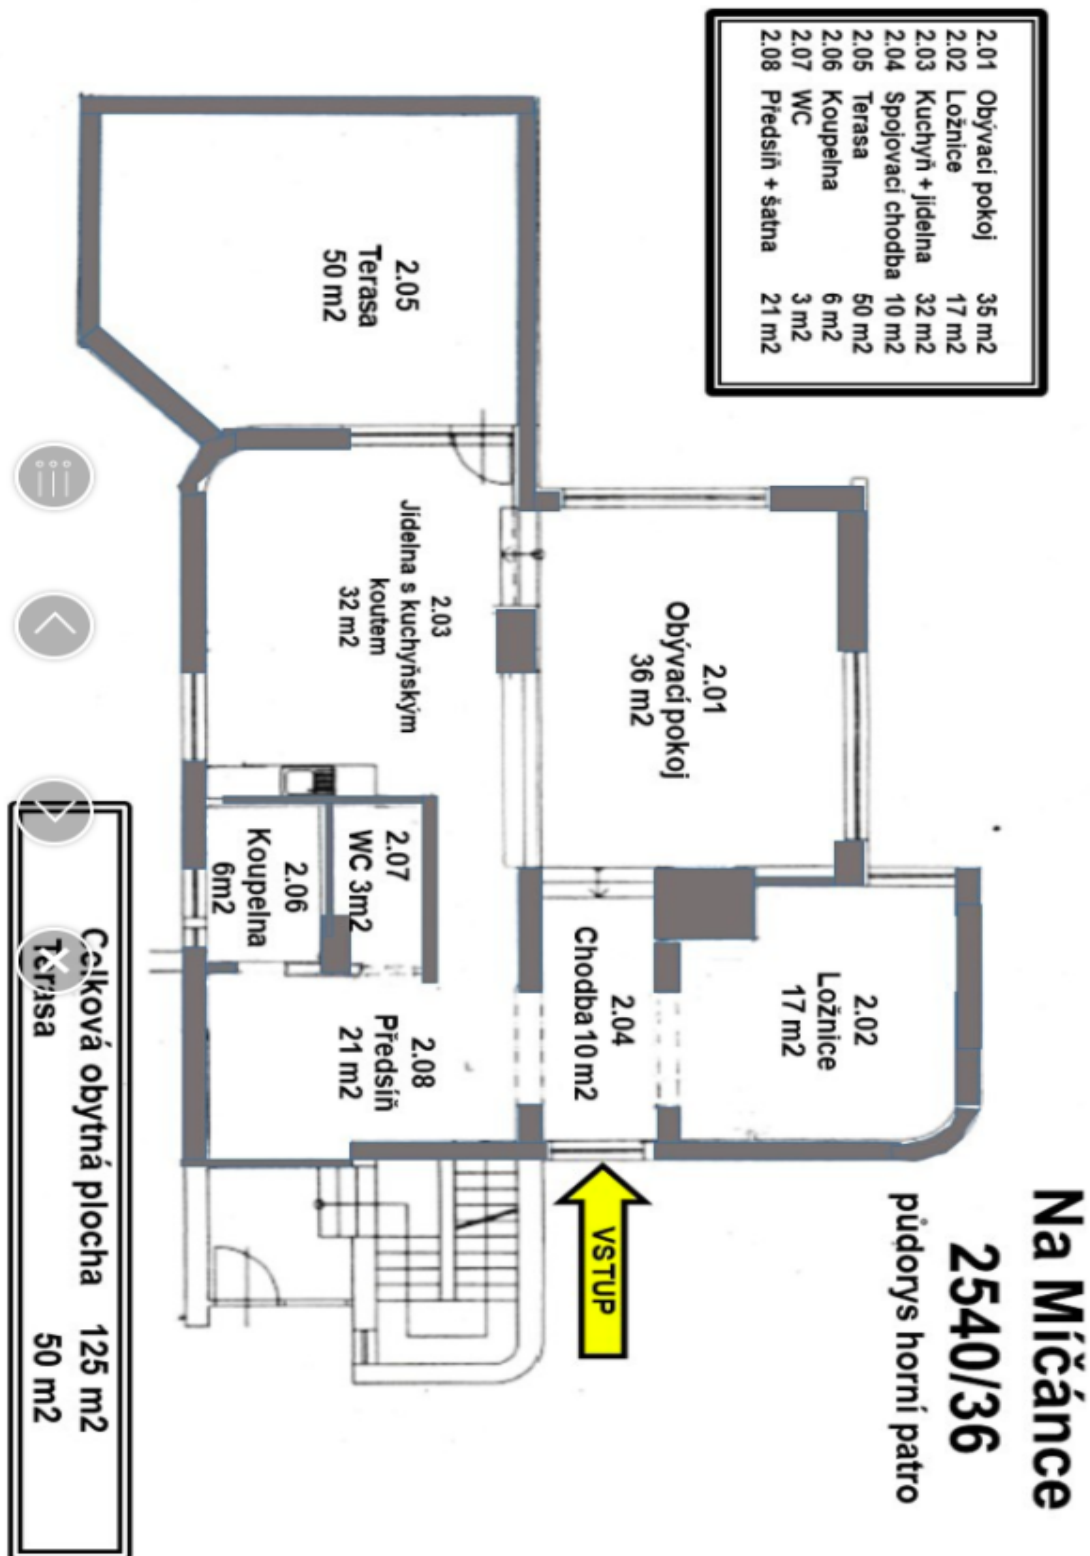 Na Míčánce
2540/36
půdorys horní patro
2.01 Obývací pokoj 35 m2
2.02 Ložnice 17 m2
2.03 Kuchyň + jídelna 32 m2
2.04 Spojovací chodba 10 m2
2.05 Terasa 50 m2
2.06 Koupelna 6 m2
2.07 WC 3 m2
2.08 Předsíň + šatna 21 m2
2.05
Terasa
50 m2
2.01
Obývací pokoj
36 m2
2.03
Jídelna s kuchyňským
koutem
32 m2
2.02
Ložnice
17 m2
2.04
Chodba 10 m2
2.07
WC 3m2
2.06
Koupelna
6m2
2.08
Předsíň
21 m2
VSTUP
Celková obytná plocha 125 m2
Terasa 50 m2